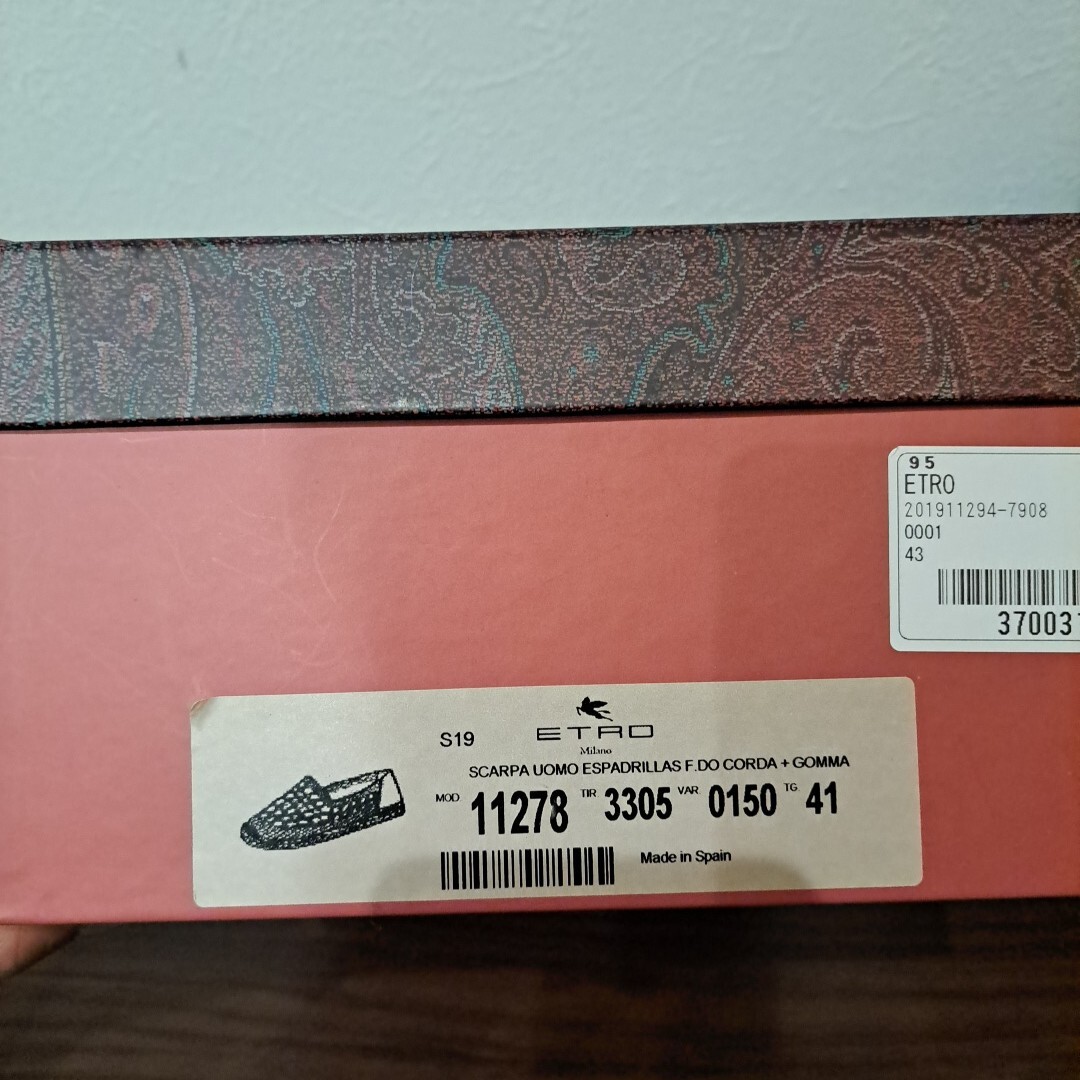 95
ETRO
201911294-7908
0001
43
37003
S19
ETRO
Milano
SCARPA UOMO ESPADRILLAS F.DO CORDA + GOMMA
MOD 11278 TIR 3305 VAR 0150 TG 41
Made in Spain